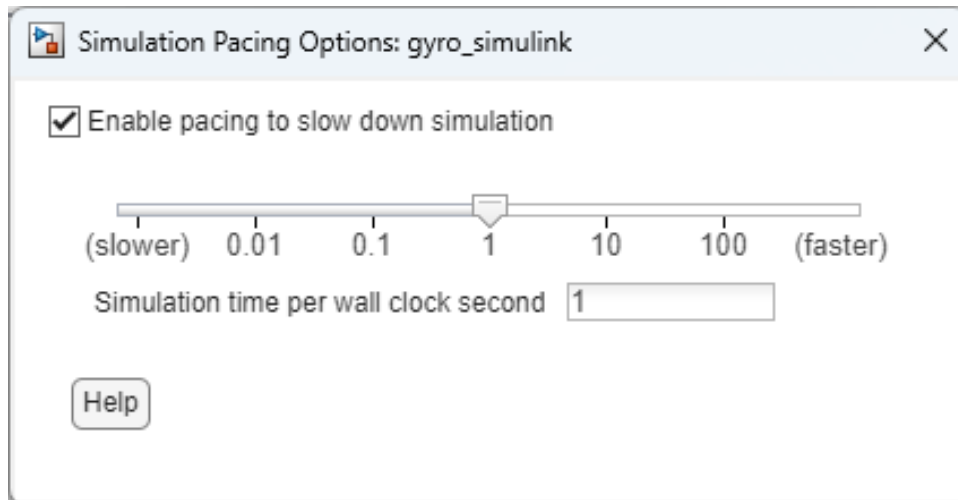 Simulation Pacing Options: gyro_simulink
Enable pacing to slow down simulation
(slower) 0.01 0.1 1 10 100 (faster)
Simulation time per wall clock second 1
Help